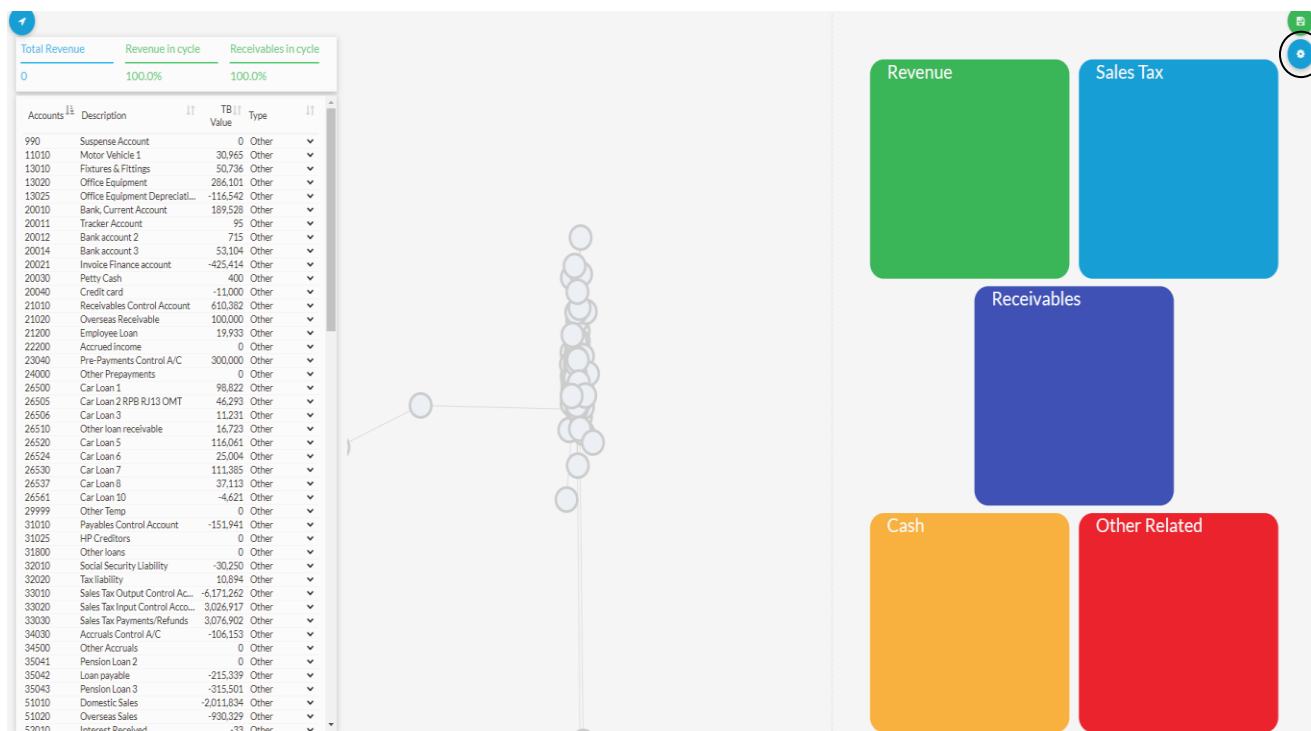 Total Revenue Revenue in cycle Receivables in cycle
0 100.0% 100.0%
Accounts Description TB Value Type
990 Suspense Account 0 Other
11010 Motor Vehicle 1 30,965 Other
13010 Fixtures & Fittings 50,736 Other
13020 Office Equipment 286,101 Other
13025 Office Equipment Depreciati... -116,542 Other
20010 Bank, Current Account 189,528 Other
20011 Tracker Account 95 Other
20012 Bank account 2 715 Other
20014 Bank account 3 53,104 Other
20021 Invoice Finance account -425,414 Other
20030 Petty Cash 400 Other
20040 Credit card -11,000 Other
21010 Receivables Control Account 610,382 Other
21020 Overseas Receivable 100,000 Other
21200 Employee Loan 19,933 Other
22200 Accrued income 0 Other
23040 Pre-Payments Control A/C 300,000 Other
24000 Other Prepayments 0 Other
26500 Car Loan 1 98,822 Other
26505 Car Loan 2 RPB RJ13 OMT 46,293 Other
26506 Car Loan 3 11,231 Other
26510 Other loan receivable 16,723 Other
26520 Car Loan 5 116,061 Other
26524 Car Loan 6 25,004 Other
26530 Car Loan 7 111,385 Other
26537 Car Loan 8 37,113 Other
26561 Car Loan 10 -4,621 Other
29999 Other Temp 0 Other
31010 Payables Control Account -151,941 Other
31025 HP Creditors 0 Other
31800 Other loans 0 Other
32010 Social Security Liability -30,250 Other
32020 Tax liability 10,894 Other
33010 Sales Tax Output Control Ac... -6,171,262 Other
33020 Sales Tax Input Control Acco... 3,026,917 Other
33030 Sales Tax Payments/Refunds 3,076,902 Other
34030 Accruals Control A/C -106,153 Other
34500 Other Accruals 0 Other
35041 Pension Loan 2 0 Other
35042 Loan payable -215,339 Other
35043 Pension Loan 3 -315,501 Other
51010 Domestic Sales -2,011,834 Other
51020 Overseas Sales -930,329 Other
52010 Interest Received -33 Other
Revenue Sales Tax
Receivables
Cash Other Related